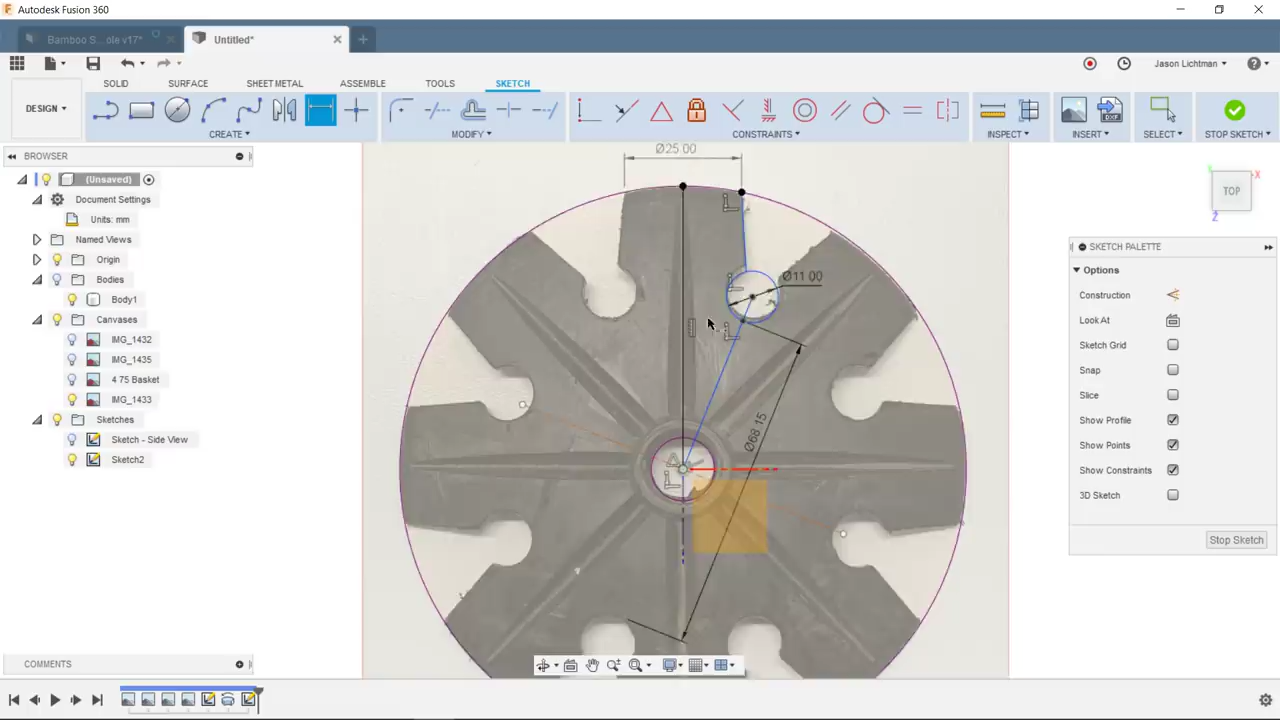 Autodesk Fusion 360
Bamboo S...ole v17*
Untitled*
Jason Lichtman
SOLID
SURFACE
SHEET METAL
ASSEMBLE
TOOLS
SKETCH
DESIGN
CREATE
MODIFY
CONSTRAINTS
INSPECT
INSERT
SELECT
STOP SKETCH
BROWSER
(Unsaved)
Document Settings
Units: mm
Named Views
Origin
Bodies
Body1
Canvases
IMG_1432
IMG_1435
4 75 Basket
IMG_1433
Sketches
Sketch - Side View
Sketch2
Ø25.00
Ø11.00
Ø68.15
Y
X
TOP
Z
SKETCH PALETTE
Options
Construction
Look At
Sketch Grid
Snap
Slice
Show Profile
Show Points
Show Constraints
3D Sketch
Stop Sketch
COMMENTS